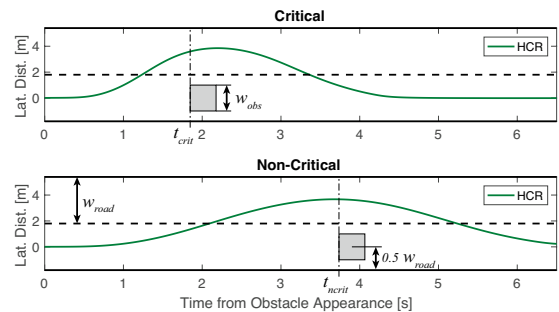 Critical
Lat. Dist. [m]
4
2
0
HCR
w_obs
0 1 2 3 4 5 6
t_crit
Non-Critical
Lat. Dist. [m]
4
2
0
w_road
HCR
0.5 w_road
0 1 2 3 4 5 6
t_ncrit
Time from Obstacle Appearance [s]